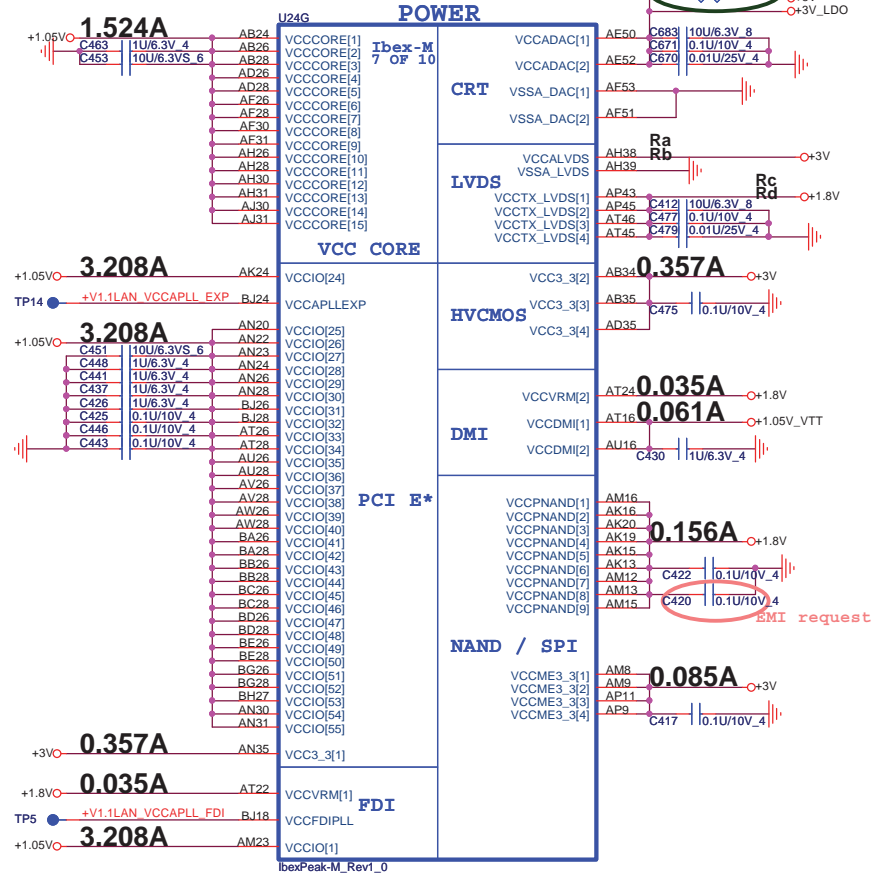 POWER
U24G
Ibex-M
7 OF 10
+3V_LDO
+1.05V
1.524A
C463 1U/6.3V_4
C453 10U/6.3VS_6
AB24 VCCCORE[1]
AB26 VCCCORE[2]
AB28 VCCCORE[3]
AD26 VCCCORE[4]
AD28 VCCCORE[5]
AF26 VCCCORE[6]
AF28 VCCCORE[7]
AF30 VCCCORE[8]
AF31 VCCCORE[9]
AH26 VCCCORE[10]
AH28 VCCCORE[11]
AH30 VCCCORE[12]
AH31 VCCCORE[13]
AJ30 VCCCORE[14]
AJ31 VCCCORE[15]
VCC CORE
+1.05V 3.208A AK24 VCCIO[24]
TP14 +V1.1LAN_VCCAPLL_EXP BJ24 VCCAPLLEXP
+1.05V 3.208A
C451 10U/6.3VS_6
C448 1U/6.3V_4
C441 1U/6.3V_4
C437 1U/6.3V_4
C426 1U/6.3V_4
C425 0.1U/10V_4
C446 0.1U/10V_4
C443 0.1U/10V_4
AN20 VCCIO[25]
AN22 VCCIO[26]
AN23 VCCIO[27]
AN24 VCCIO[28]
AN26 VCCIO[29]
AN28 VCCIO[30]
BJ26 VCCIO[31]
BJ28 VCCIO[32]
AT26 VCCIO[33]
AT28 VCCIO[34]
AU26 VCCIO[35]
AU28 VCCIO[36]
AV26 VCCIO[37]
AV28 VCCIO[38]
AW26 VCCIO[39]
AW28 VCCIO[40]
BA26 VCCIO[41]
BA28 VCCIO[42]
BB26 VCCIO[43]
BB28 VCCIO[44]
BC26 VCCIO[45]
BC28 VCCIO[46]
BD26 VCCIO[47]
BD28 VCCIO[48]
BE26 VCCIO[49]
BE28 VCCIO[50]
BG26 VCCIO[51]
BG28 VCCIO[52]
BH27 VCCIO[53]
AN30 VCCIO[54]
AN31 VCCIO[55]
PCI E*
+3V 0.357A AN35 VCC3_3[1]
+1.8V 0.035A AT22 VCCVRM[1]
TP5 +V1.1LAN_VCCAPLL_FDI BJ18 VCCFDIPLL
+1.05V 3.208A AM23 VCCIO[1]
FDI
IbexPeak-M_Rev1_0
CRT
VCCADAC[1] AE50
VCCADAC[2] AE52
VSSA_DAC[1] AF53
VSSA_DAC[2] AF51
C683 10U/6.3V_8
C671 0.1U/10V_4
C670 0.01U/25V_4
LVDS
VCCALVDS AH38 Ra +3V
VSSA_LVDS AH39 Rb
Rc
Rd
+1.8V
VCCTX_LVDS[1] AP43
VCCTX_LVDS[2] AP45
VCCTX_LVDS[3] AT46
VCCTX_LVDS[4] AT45
C412 10U/6.3V_8
C477 0.1U/10V_4
C479 0.01U/25V_4
HVCMOS
VCC3_3[2] AB34 0.357A +3V
VCC3_3[3] AB35 C475 0.1U/10V_4
VCC3_3[4] AD35
DMI
VCCVRM[2] AT24 0.035A +1.8V
VCCDMI[1] AT16 0.061A +1.05V_VTT
VCCDMI[2] AU16 C430 1U/6.3V_4
NAND / SPI
VCCPNAND[1] AM16
VCCPNAND[2] AK16
VCCPNAND[3] AK20
VCCPNAND[4] AK19
VCCPNAND[5] AK15
VCCPNAND[6] AK13
VCCPNAND[7] AM12
VCCPNAND[8] AM13
VCCPNAND[9] AM15
0.156A +1.8V
C422 0.1U/10V_4
C420 0.1U/10V_4
EMI request
VCCME3_3[1] AM8
VCCME3_3[2] AM9
VCCME3_3[3] AP11
VCCME3_3[4] AP9
0.085A +3V
C417 0.1U/10V_4